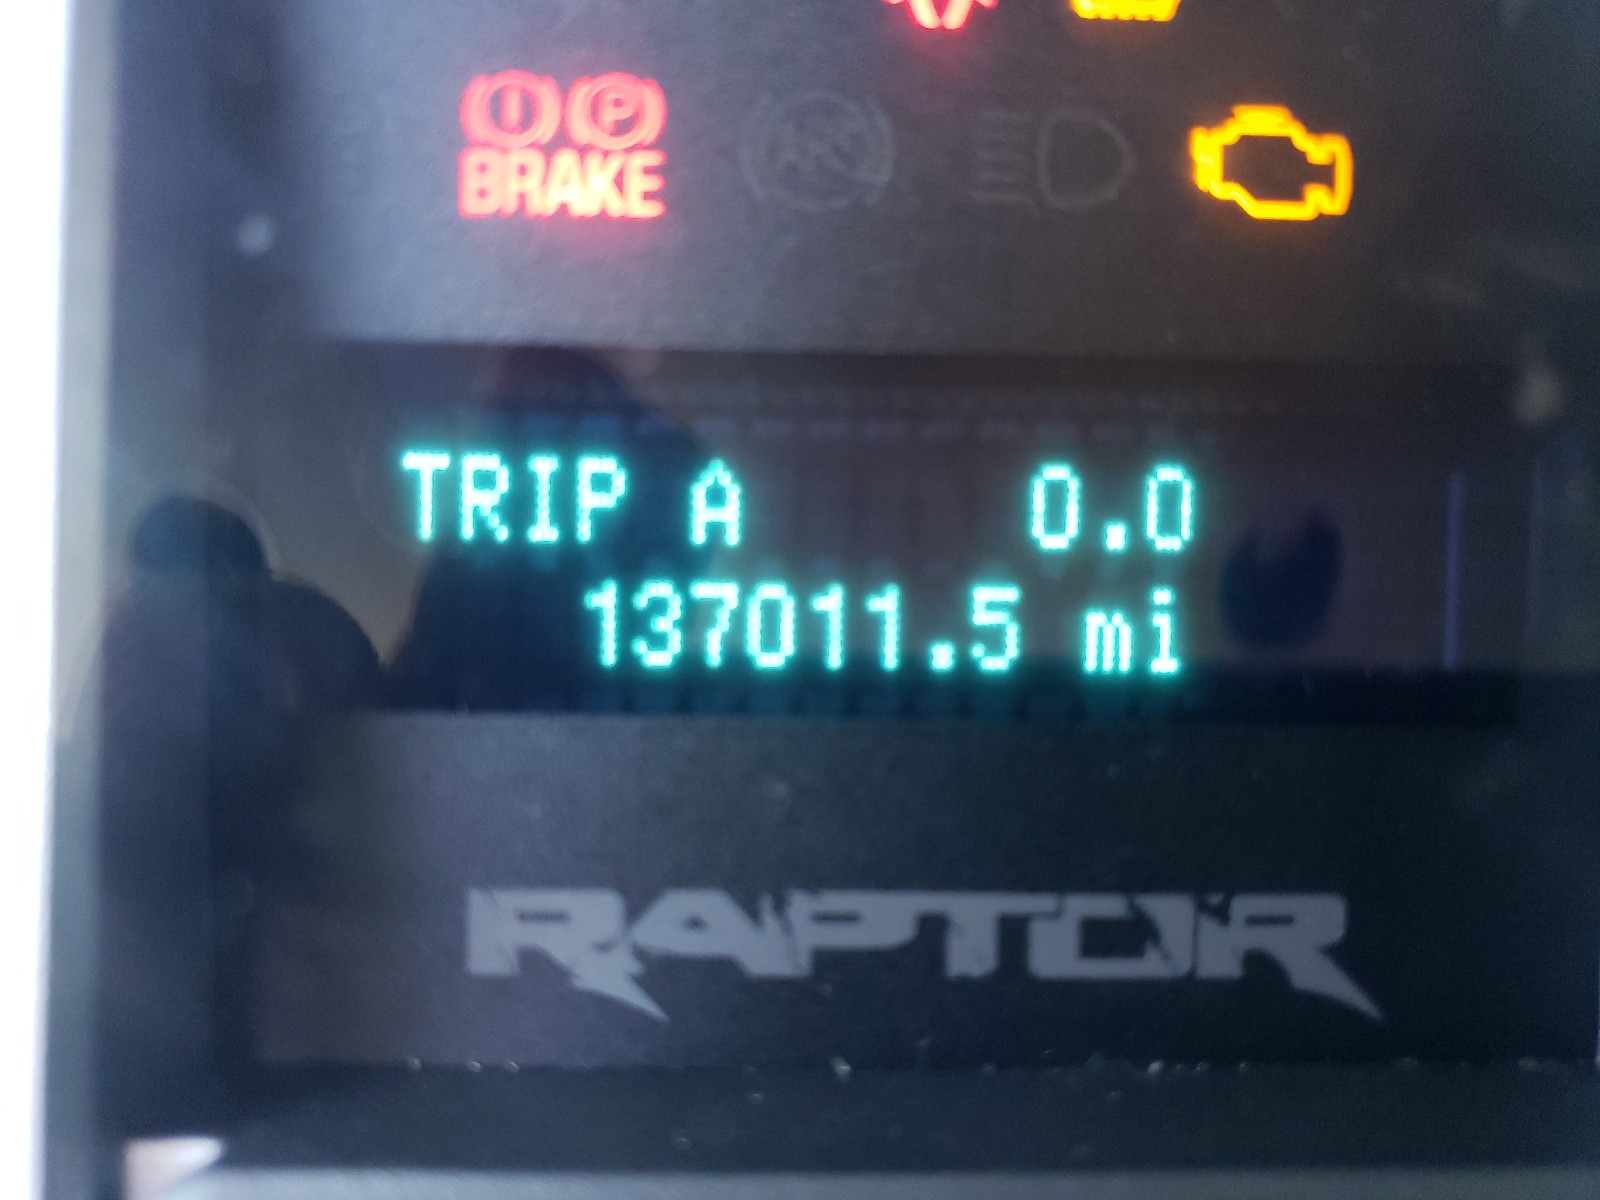 P
BRAKE
TRIP A 0.0
137011.5 mi
RAPTOR